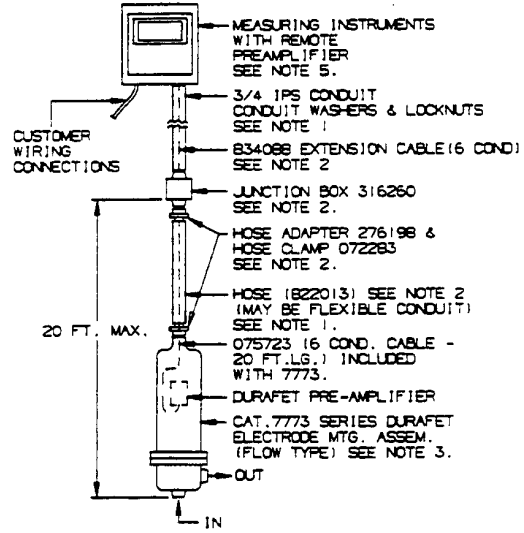 MEASURING INSTRUMENTS
WITH REMOTE
PREAMPLIFIER
SEE NOTE 5.
3/4 IPS CONDUIT
CONDUIT WASHERS & LOCKNUTS
SEE NOTE 1
CUSTOMER
WIRING
CONNECTIONS
834088 EXTENSION CABLE(6 COND)
SEE NOTE 2
JUNCTION BOX 316260
SEE NOTE 2.
HOSE ADAPTER 276198 &
HOSE CLAMP 072283
SEE NOTE 2.
HOSE (822013) SEE NOTE 2
(MAY BE FLEXIBLE CONDUIT)
SEE NOTE 1.
20 FT. MAX.
075723 (6 COND. CABLE -
20 FT.LG.) INCLUDED
WITH 7773.
DURAFET PRE-AMPLIFIER
CAT.7773 SERIES DURAFET
ELECTRODE MTG. ASSEM.
(FLOW TYPE) SEE NOTE 3.
OUT
IN